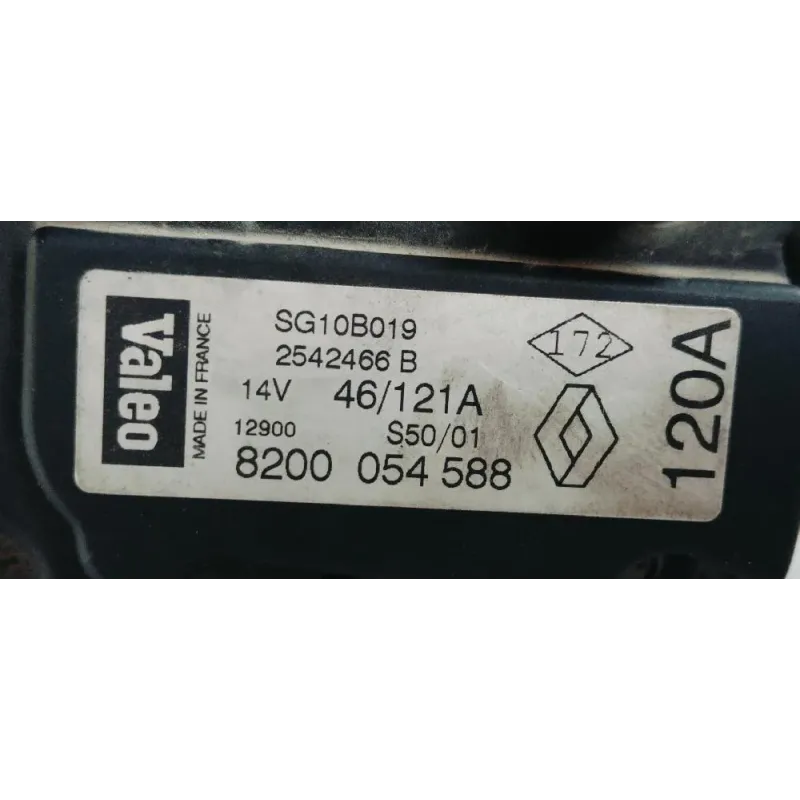 Valeo
MADE IN FRANCE
SG10B019
2542466 B
14V 46/121A
12900 S50/01
8200 054 588
172
120A